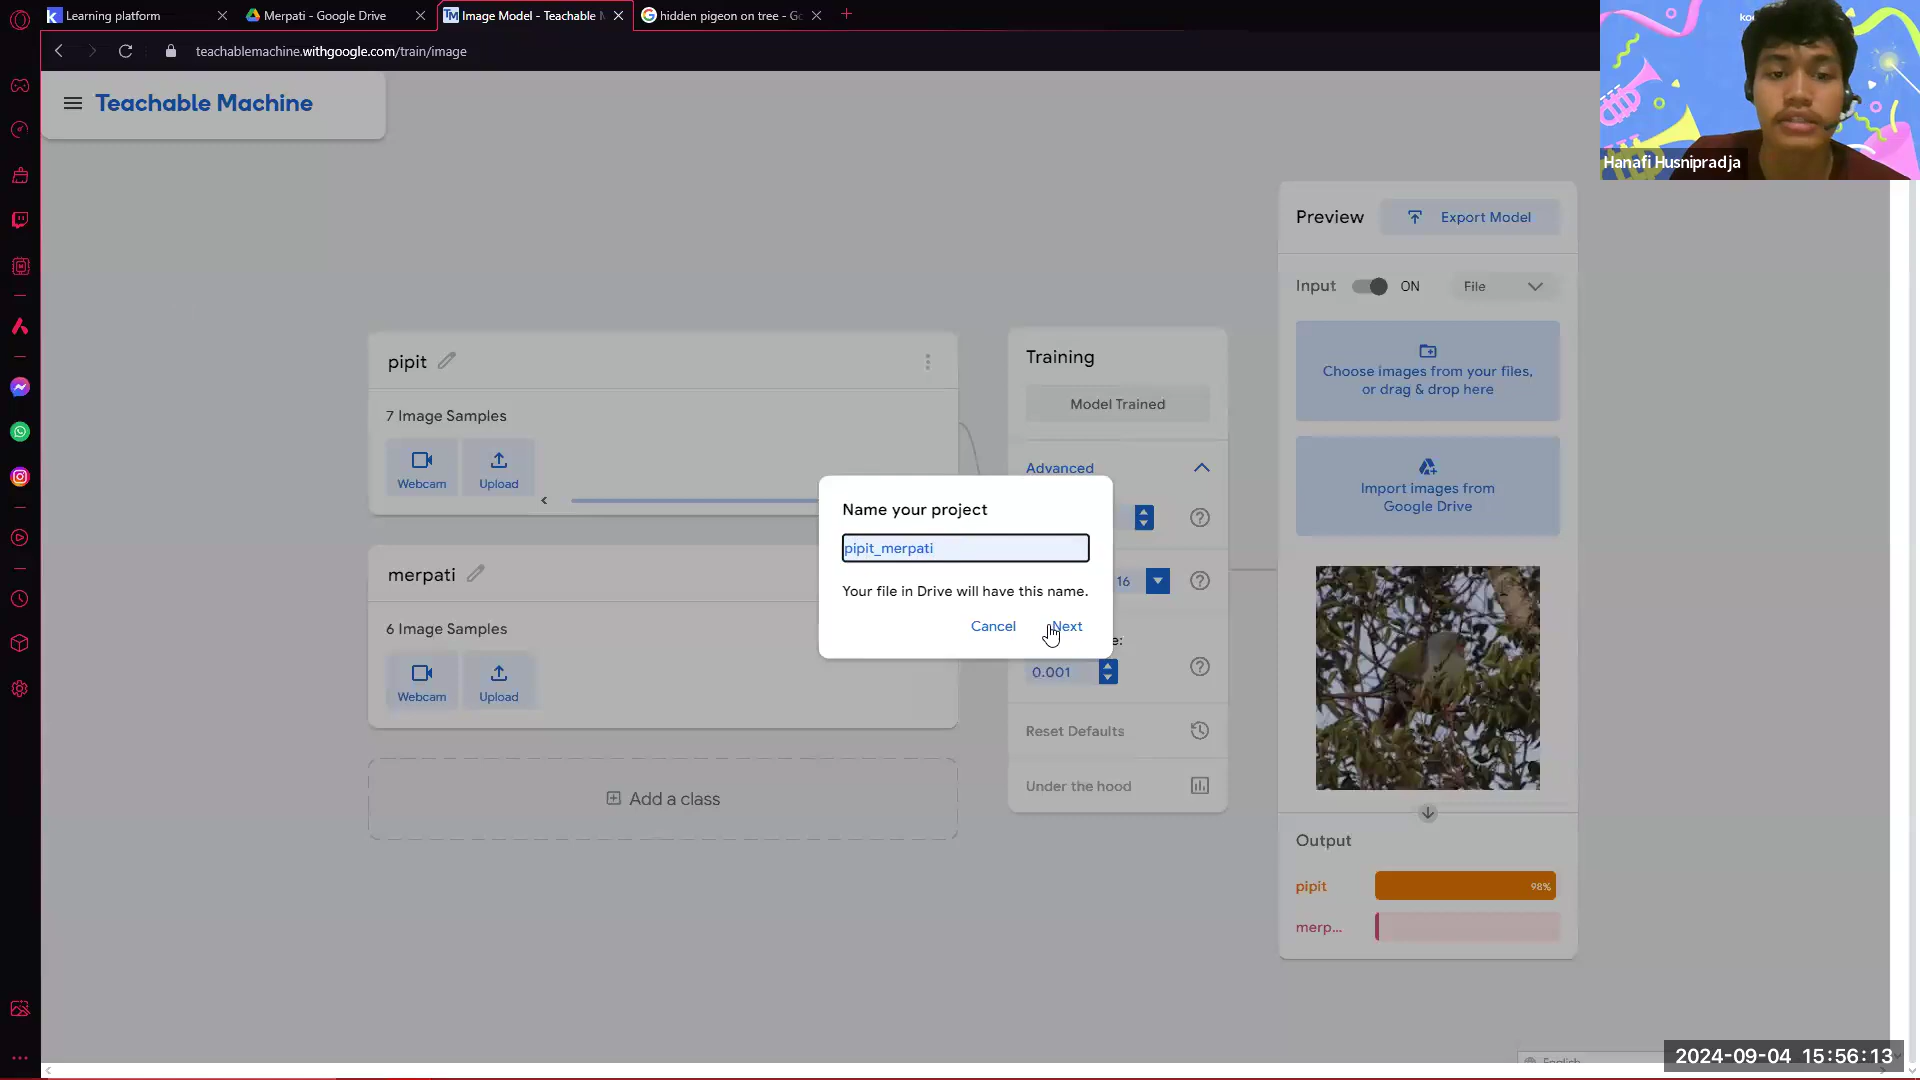 Learning platform
Merpati - Google Drive
Image Model - Teachable
hidden pigeon on tree - Go
teachablemachine.withgoogle.com/train/image
Teachable Machine
Hanafi Husnipradja
Preview
Export Model
Input
ON
File
Choose images from your files,
or drag & drop here
Import images from
Google Drive
pipit
7 Image Samples
Webcam
Upload
merpati
6 Image Samples
Webcam
Upload
Add a class
Training
Model Trained
Advanced
16
0.001
Reset Defaults
Under the hood
Name your project
pipit_merpati
Your file in Drive will have this name.
Cancel
Next
Output
pipit
98%
merp...
English
2024-09-04 15:56:13